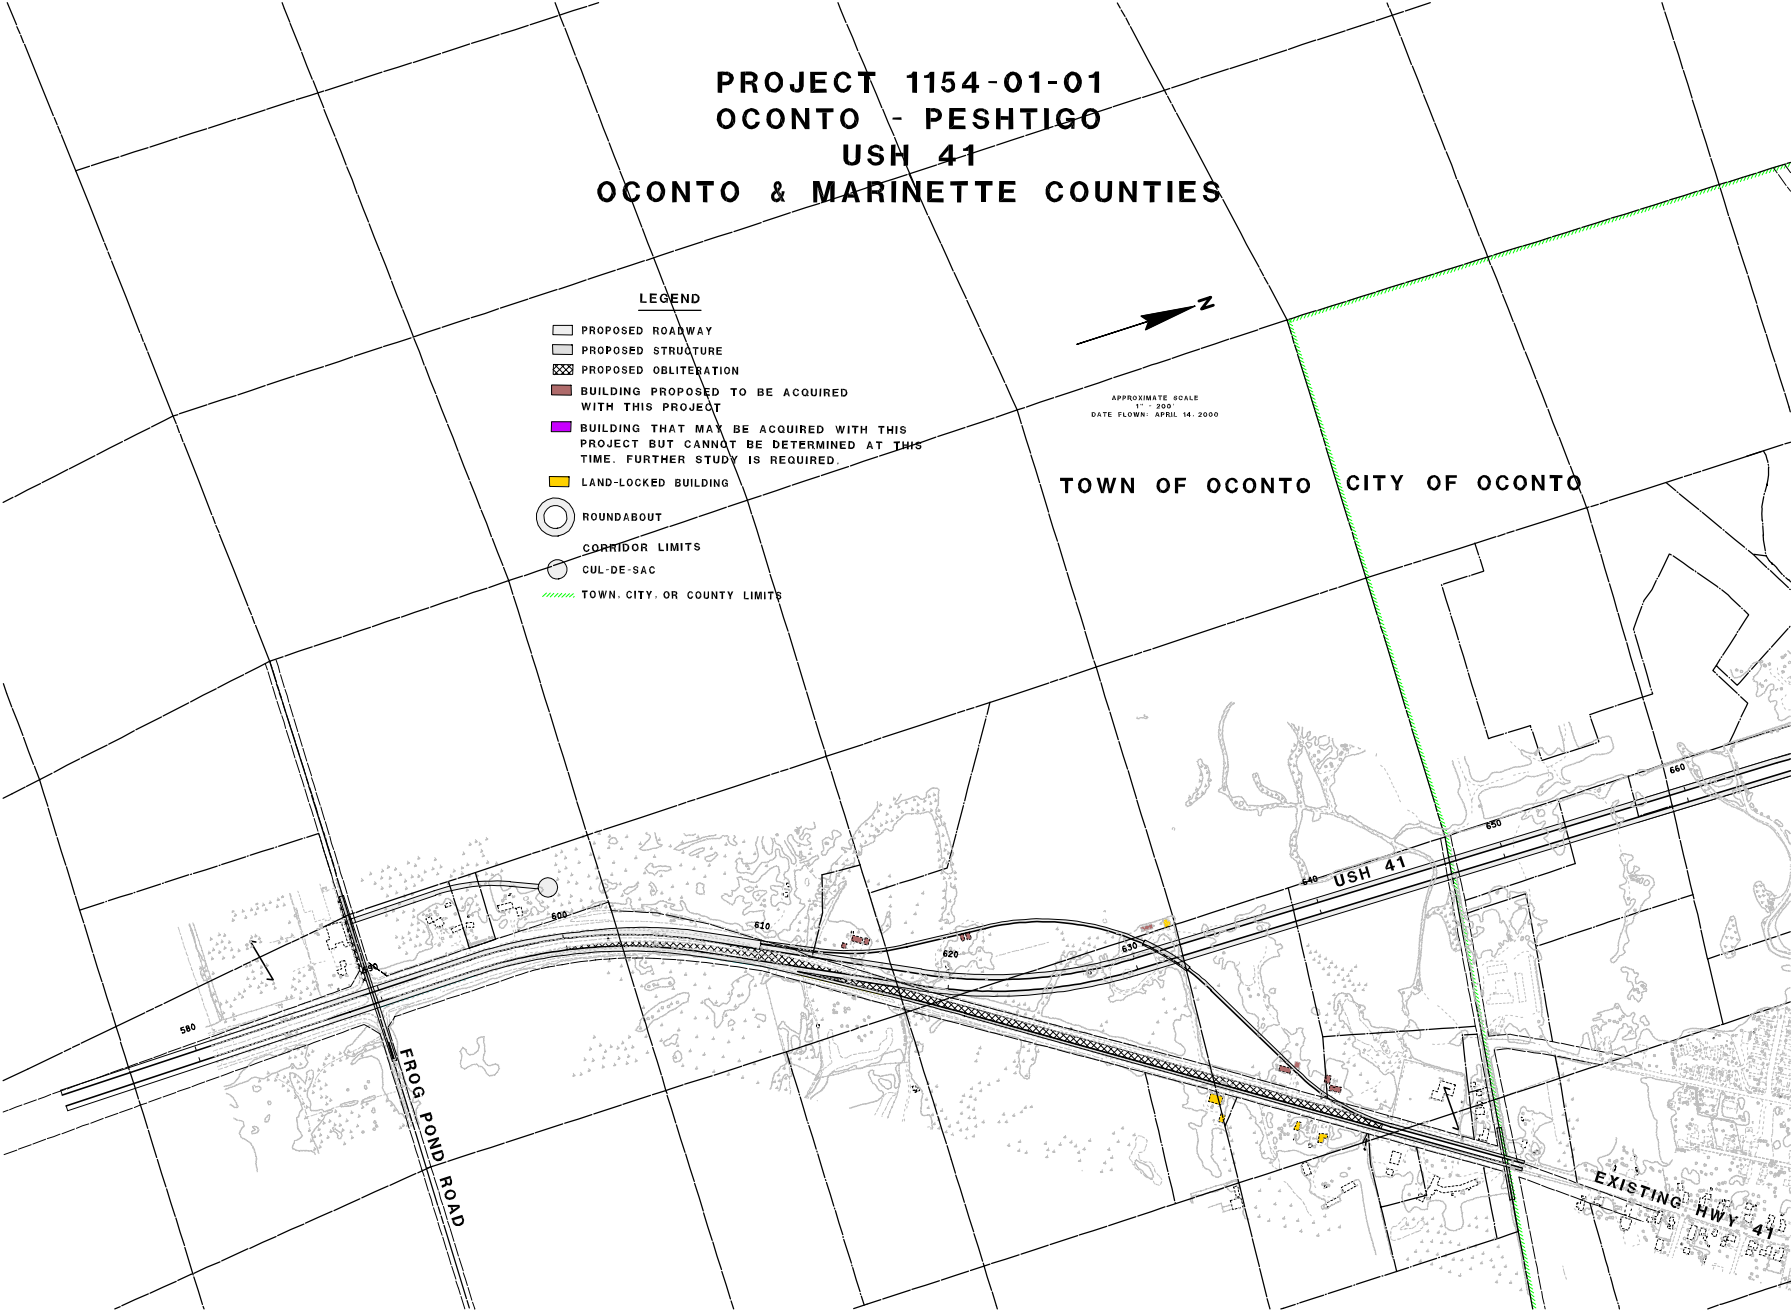 PROJECT 1154-01-01
OCONTO - PESHTIGO
USH 41
OCONTO & MARINETTE COUNTIES
LEGEND
PROPOSED ROADWAY
PROPOSED STRUCTURE
PROPOSED OBLITERATION
BUILDING PROPOSED TO BE ACQUIRED
WITH THIS PROJECT
BUILDING THAT MAY BE ACQUIRED WITH THIS
PROJECT BUT CANNOT BE DETERMINED AT THIS
TIME. FURTHER STUDY IS REQUIRED.
LAND-LOCKED BUILDING
ROUNDABOUT
CORRIDOR LIMITS
CUL-DE-SAC
TOWN, CITY, OR COUNTY LIMITS
N
APPROXIMATE SCALE
1" - 200'
DATE FLOWN: APRIL 14, 2000
TOWN OF OCONTO
CITY OF OCONTO
660
650
USH 41
640
630
620
610
600
580
FROG POND ROAD
EXISTING HWY 41